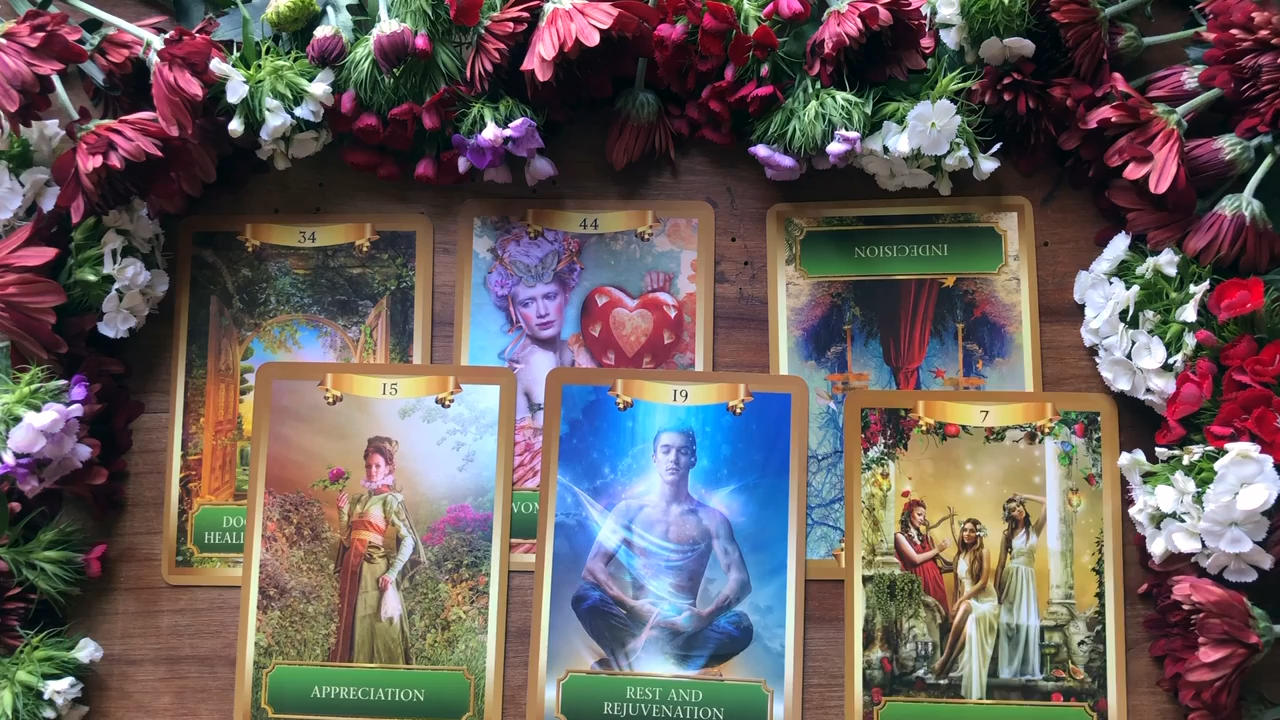 34
44
INDECISION
15
19
7
APPRECIATION
REST AND
REJUVENATION